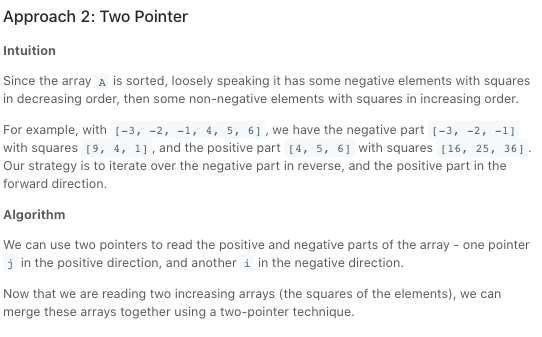 Approach 2: Two Pointer
Intuition
Since the array A is sorted, loosely speaking it has some negative elements with squares
in decreasing order, then some non-negative elements with squares in increasing order.
For example, with [-3, -2, -1, 4, 5, 6], we have the negative part [-3, -2, -1]
with squares [9, 4, 1], and the positive part [4, 5, 6] with squares [16, 25, 36].
Our strategy is to iterate over the negative part in reverse, and the positive part in the
forward direction.
Algorithm
We can use two pointers to read the positive and negative parts of the array - one pointer
j in the positive direction, and another i in the negative direction.
Now that we are reading two increasing arrays (the squares of the elements), we can
merge these arrays together using a two-pointer technique.